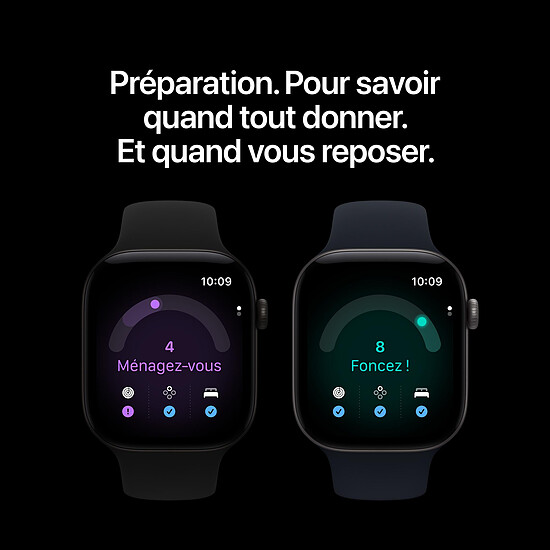 Préparation. Pour savoir
quand tout donner.
Et quand vous reposer.
10:09
4
Ménagez-vous
10:09
8
Foncez !